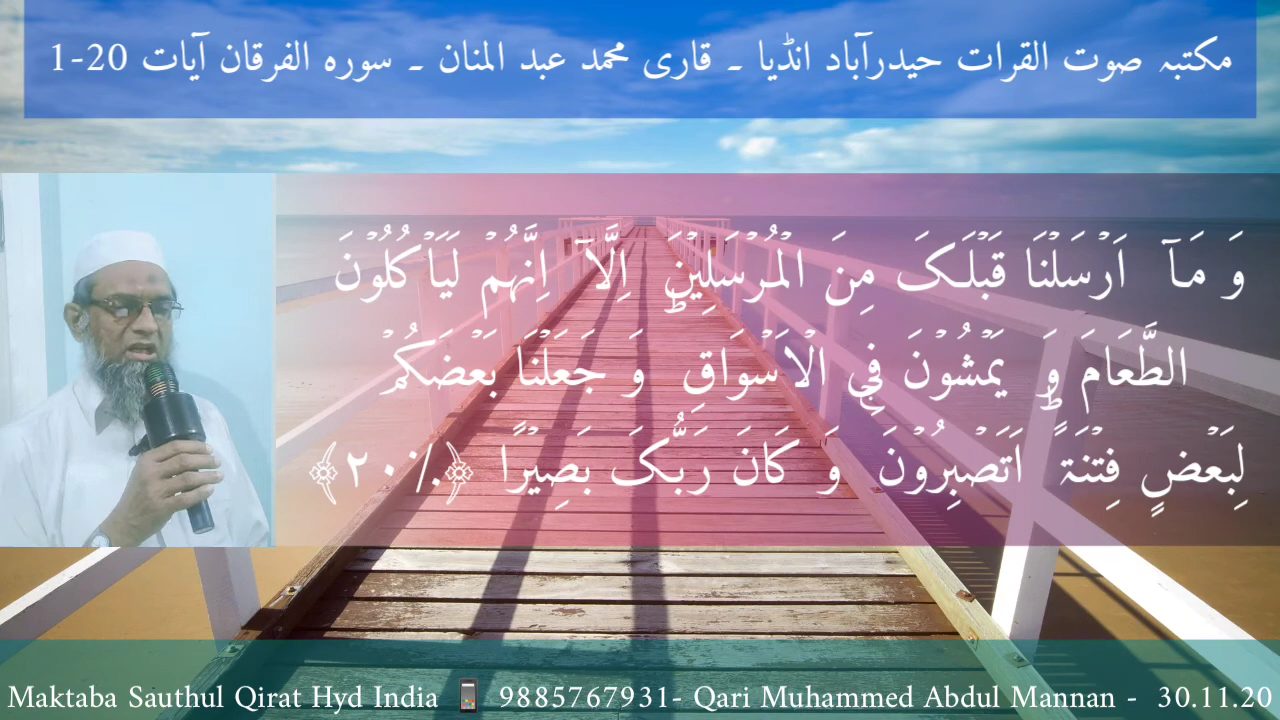 مکتبہ صوت القرات حیدرآباد انڈیا ۔ قاری محمد عبد المنان ۔ سورہ الفرقان آیات 20-1
وَ مَاۤ اَرۡسَلۡنَا قَبۡلَکَ مِنَ الۡمُرۡسَلِیۡنَ اِلَّاۤ اِنَّہُمۡ لَیَاۡکُلُوۡنَ
الطَّعَامَ وَ یَمۡشُوۡنَ فِی الۡاَسۡوَاقِ ؕ وَ جَعَلۡنَا بَعۡضَکُمۡ
لِبَعۡضٍ فِتۡنَۃً ؕ اَتَصۡبِرُوۡنَ ۚ وَ کَانَ رَبُّکَ بَصِیۡرًا ﴿٪۲۰﴾
Maktaba Sauthul Qirat Hyd India 📱 9885767931- Qari Muhammed Abdul Mannan - 30.11.20